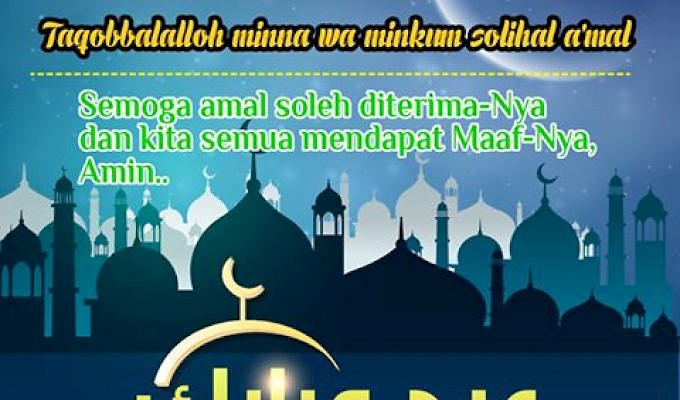 Taqobbalalloh minna wa minkum solihal a'mal
Semoga amal soleh diterima-Nya
dan kita semua mendapat Maaf-Nya,
Amin..